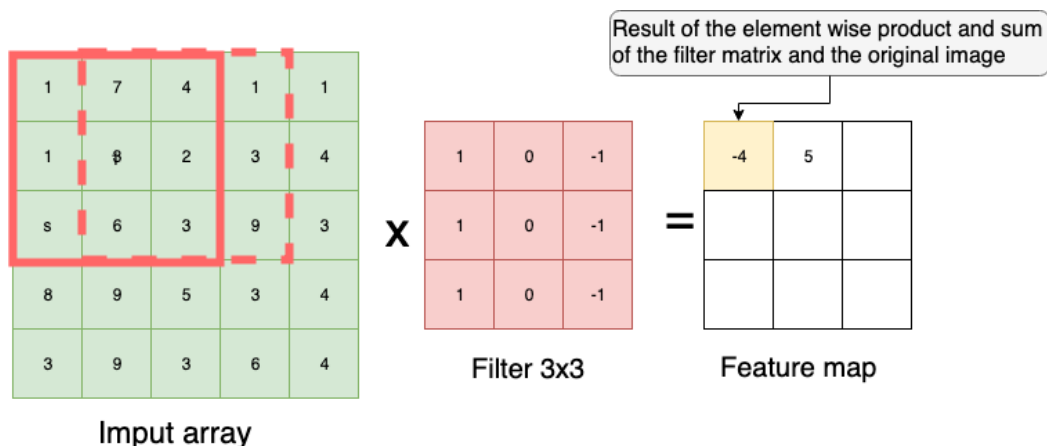 Result of the element wise product and sum
of the filter matrix and the original image
1 7 4 1 1
1 2 3 4
s 6 3 9 3
8 9 5 3 4
3 9 3 6 4
x
1 0 -1
1 0 -1
1 0 -1
=
-4 5
Filter 3x3
Feature map
Imput array